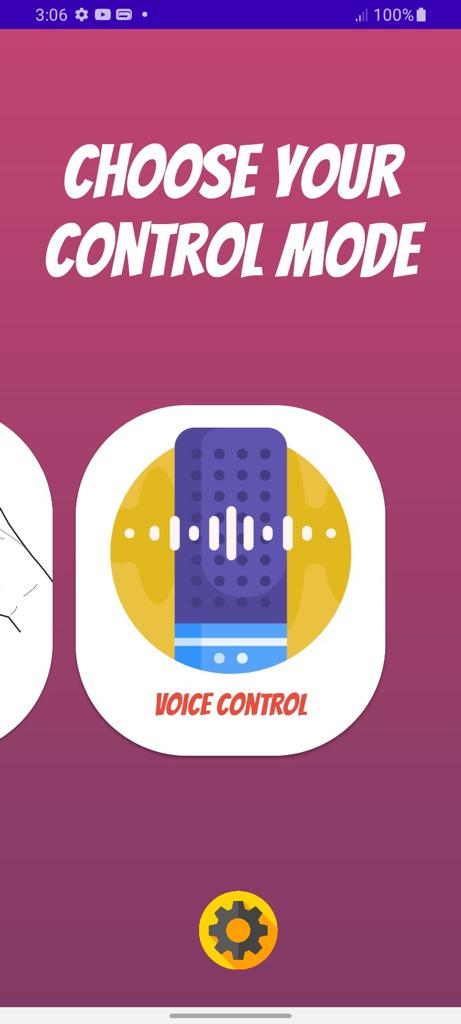 3:06
100%
CHOOSE YOUR
CONTROL MODE
VOICE CONTROL